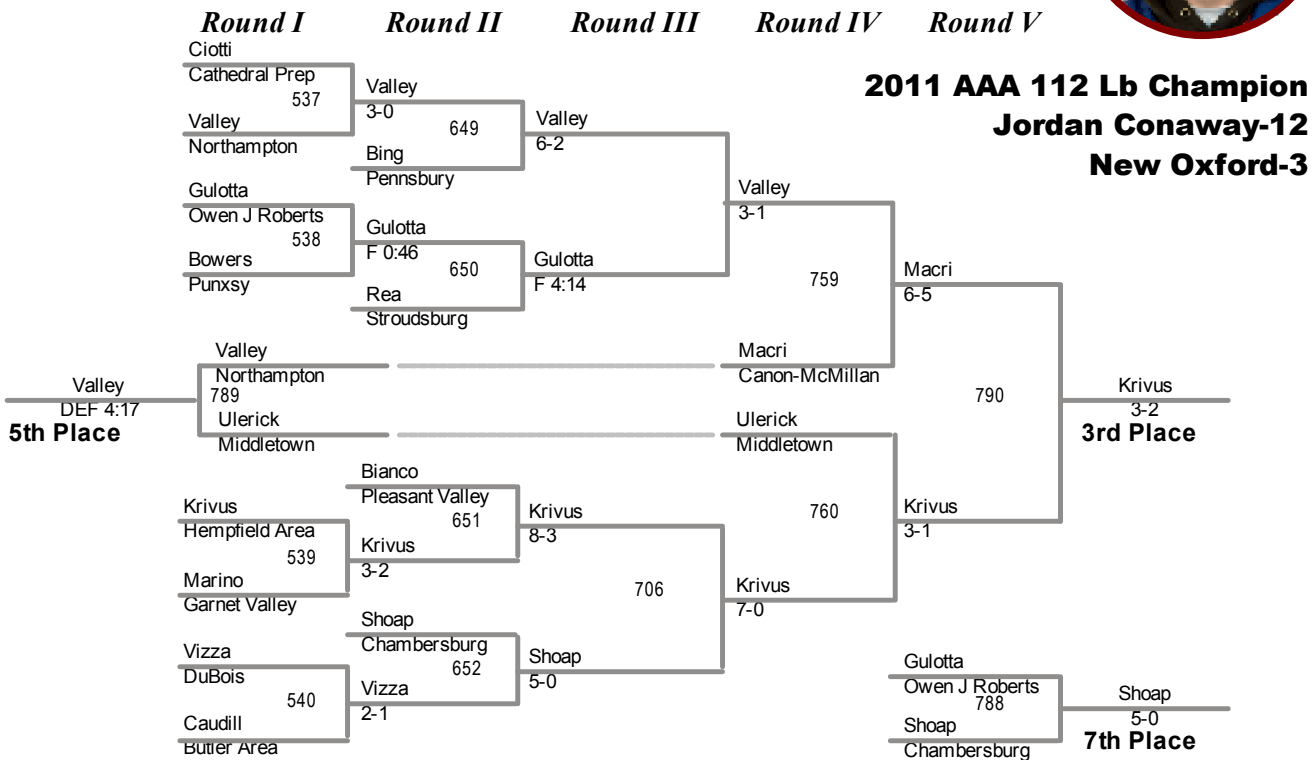 Round I Round II Round III Round IV Round V
2011 AAA 112 Lb Champion
Jordan Conaway-12
New Oxford-3
Ciotti
Cathedral Prep
537
Valley
Northampton
Gulotta
Owen J Roberts
538
Bowers
Punxsy
Valley
3-0
649
Bing
Pennsbury
Gulotta
F 0:46
650
Rea
Stroudsburg
Valley
6-2
Gulotta
F 4:14
Valley
3-1
759
Macri
Canon-McMillan
Macri
6-5
Valley
Northampton
789
Ulerick
Middletown
Valley
DEF 4:17
5th Place
Ulerick
Middletown
760
790
Krivus
3-2
3rd Place
Krivus
Hempfield Area
539
Marino
Garnet Valley
Vizza
DuBois
540
Caudill
Butler Area
Bianco
Pleasant Valley
651
Krivus
3-2
Shoap
Chambersburg
652
Vizza
2-1
Krivus
8-3
706
Shoap
5-0
Krivus
7-0
Krivus
3-1
Gulotta
Owen J Roberts
788
Shoap
Chambersburg
Shoap
5-0
7th Place